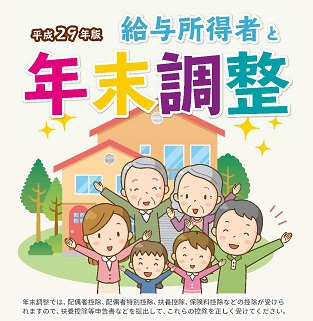 平成29年版 給与所得者と
年末調整
年末調整では、配偶者控除、配偶者特別控除、扶養控除、保険料控除などの控除が受けら
れますので、扶養控除等申告書などを提出して、これらの控除を正しく受けてください。